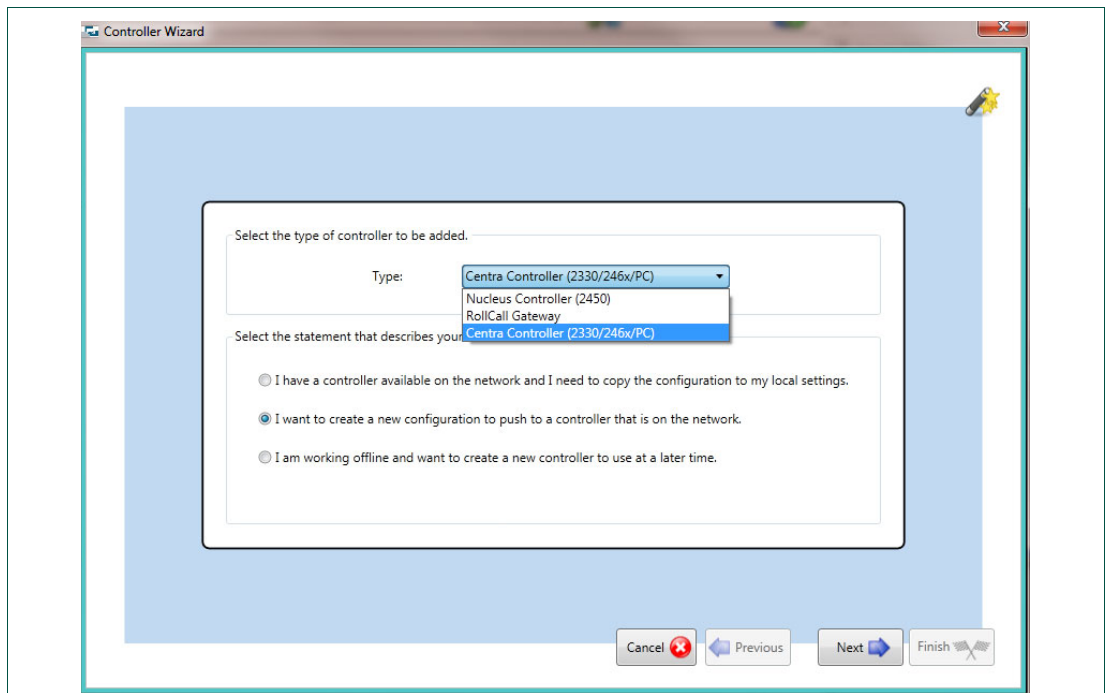 Controller Wizard
Select the type of controller to be added.
Type:
Centra Controller (2330/246x/PC)
Nucleus Controller (2450)
RollCall Gateway
Centra Controller (2330/246x/PC)
Select the statement that describes your
I have a controller available on the network and I need to copy the configuration to my local settings.
I want to create a new configuration to push to a controller that is on the network.
I am working offline and want to create a new controller to use at a later time.
Cancel
Previous
Next
Finish